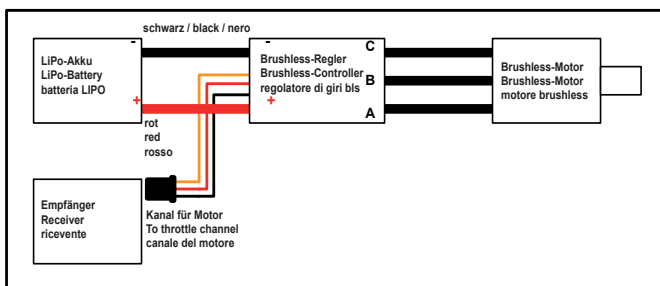 schwarz / black / nero
-
LiPo-Akku
LiPo-Battery
batteria LIPO
+
rot
red
rosso
-
Brushless-Regler
Brushless-Controller
regolatore di giri bls
+
C
B
A
Brushless-Motor
Brushless-Motor
motore brushless
Empfänger
Receiver
ricevente
Kanal für Motor
To throttle channel
canale del motore